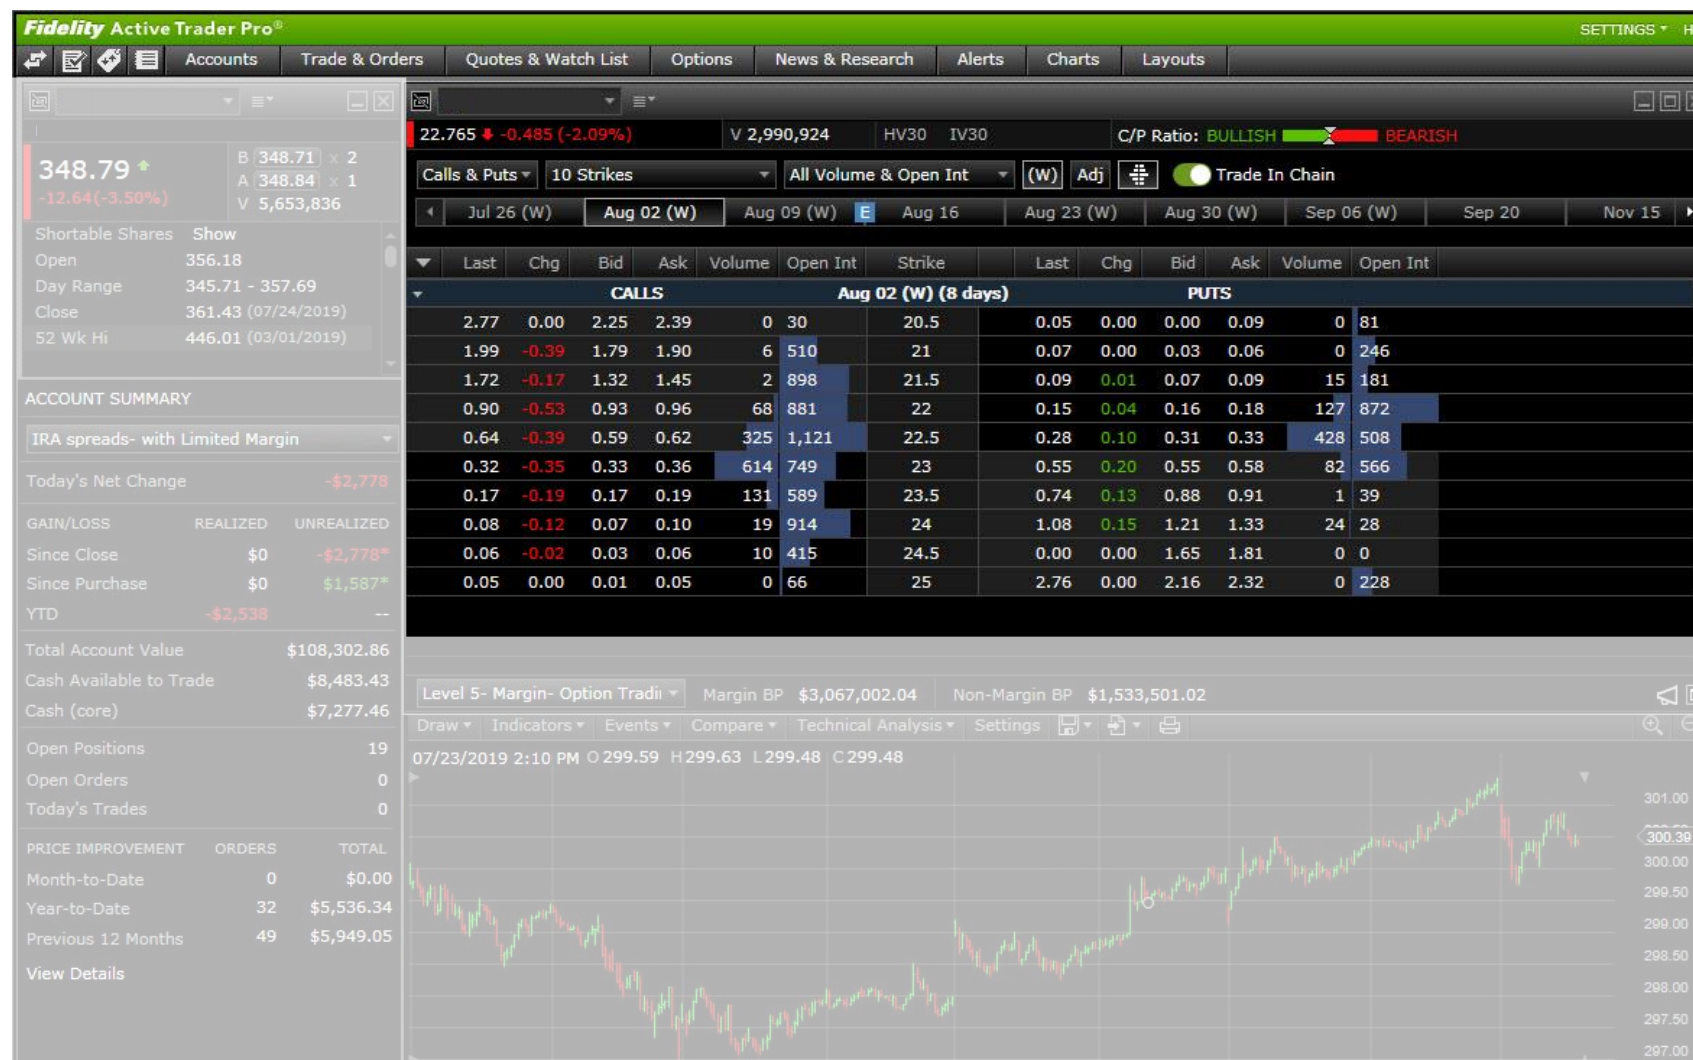 Fidelity Active Trader Pro®
SETTINGS
Accounts Trade & Orders Quotes & Watch List Options News & Research Alerts Charts Layouts
348.79
-12.64(-3.50%)
B 348.71 x 2
A 348.84 x 1
V 5,653,836
Shortable Shares Show
Open 356.18
Day Range 345.71 - 357.69
Close 361.43 (07/24/2019)
52 Wk Hi 446.01 (03/01/2019)
ACCOUNT SUMMARY
IRA spreads- with Limited Margin
Today's Net Change -$2,778
GAIN/LOSS REALIZED UNREALIZED
Since Close $0 -$2,778*
Since Purchase $0 $1,587*
YTD -$2,538 --
Total Account Value $108,302.86
Cash Available to Trade $8,483.43
Cash (core) $7,277.46
Open Positions 19
Open Orders 0
Today's Trades 0
PRICE IMPROVEMENT ORDERS TOTAL
Month-to-Date 0 $0.00
Year-to-Date 32 $5,536.34
Previous 12 Months 49 $5,949.05
View Details
22.765 -0.485 (-2.09%) V 2,990,924 HV30 IV30 C/P Ratio: BULLISH BEARISH
Calls & Puts 10 Strikes All Volume & Open Int (W) Adj Trade In Chain
Jul 26 (W) Aug 02 (W) Aug 09 (W) E Aug 16 Aug 23 (W) Aug 30 (W) Sep 06 (W) Sep 20 Nov 15
Last Chg Bid Ask Volume Open Int Strike Last Chg Bid Ask Volume Open Int
CALLS Aug 02 (W) (8 days) PUTS
2.77 0.00 2.25 2.39 0 30 20.5 0.05 0.00 0.00 0.09 0 81
1.99 -0.39 1.79 1.90 6 510 21 0.07 0.00 0.03 0.06 0 246
1.72 -0.17 1.32 1.45 2 898 21.5 0.09 0.01 0.07 0.09 15 181
0.90 -0.53 0.93 0.96 68 881 22 0.15 0.04 0.16 0.18 127 872
0.64 -0.39 0.59 0.62 325 1,121 22.5 0.28 0.10 0.31 0.33 428 508
0.32 -0.35 0.33 0.36 614 749 23 0.55 0.20 0.55 0.58 82 566
0.17 -0.19 0.17 0.19 131 589 23.5 0.74 0.13 0.88 0.91 1 39
0.08 -0.12 0.07 0.10 19 914 24 1.08 0.15 1.21 1.33 24 28
0.06 -0.02 0.03 0.06 10 415 24.5 0.00 0.00 1.65 1.81 0 0
0.05 0.00 0.01 0.05 0 66 25 2.76 0.00 2.16 2.32 0 228
Level 5- Margin- Option Tradi Margin BP $3,067,002.04 Non-Margin BP $1,533,501.02
Draw Indicators Events Compare Technical Analysis Settings
07/23/2019 2:10 PM O 299.59 H 299.63 L 299.48 C 299.48
301.00
300.39
300.00
299.50
299.00
298.50
298.00
297.50
297.00